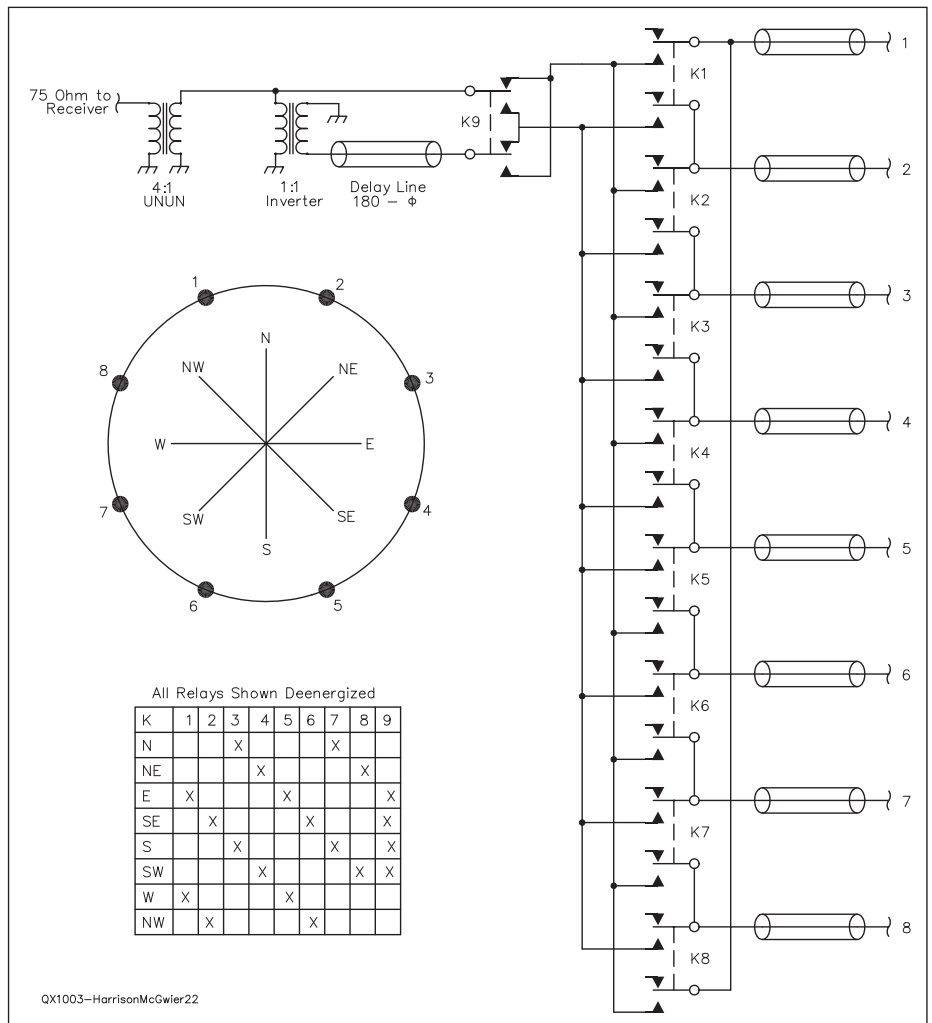 75 Ohm to
Receiver
4:1
UNUN
1:1
Inverter
Delay Line
180 – Φ
K9
K1
K2
K3
K4
K5
K6
K7
K8
1
2
3
4
5
6
7
8
1
2
3
4
5
6
7
8
N
NE
E
SE
S
SW
W
NW
All Relays Shown Deenergized
K 1 2 3 4 5 6 7 8 9
N X X
NE X X
E X X X
SE X X X
S X X X
SW X X X
W X X
NW X X
QX1003–HarrisonMcGwier22